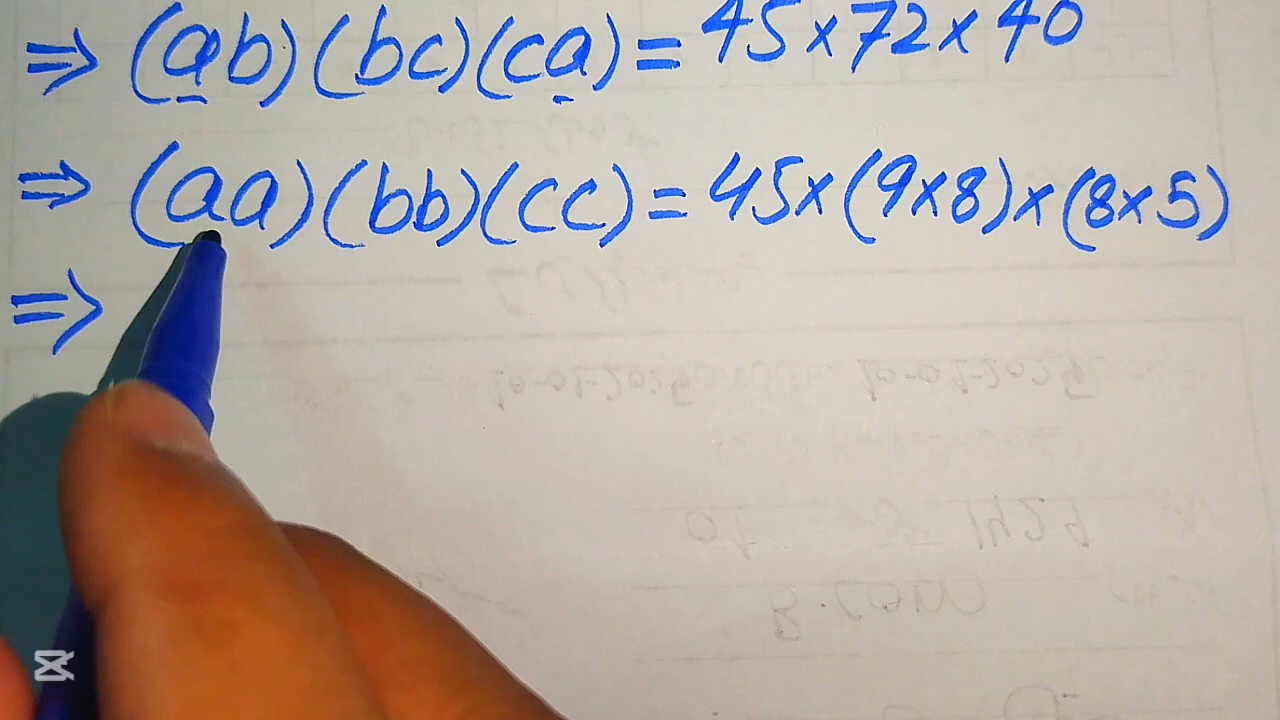 ⇒ (ab)(bc)(ca) = 45×72×40
⇒ (aa)(bb)(cc) = 45×(9×8)×(8×5)
⇒